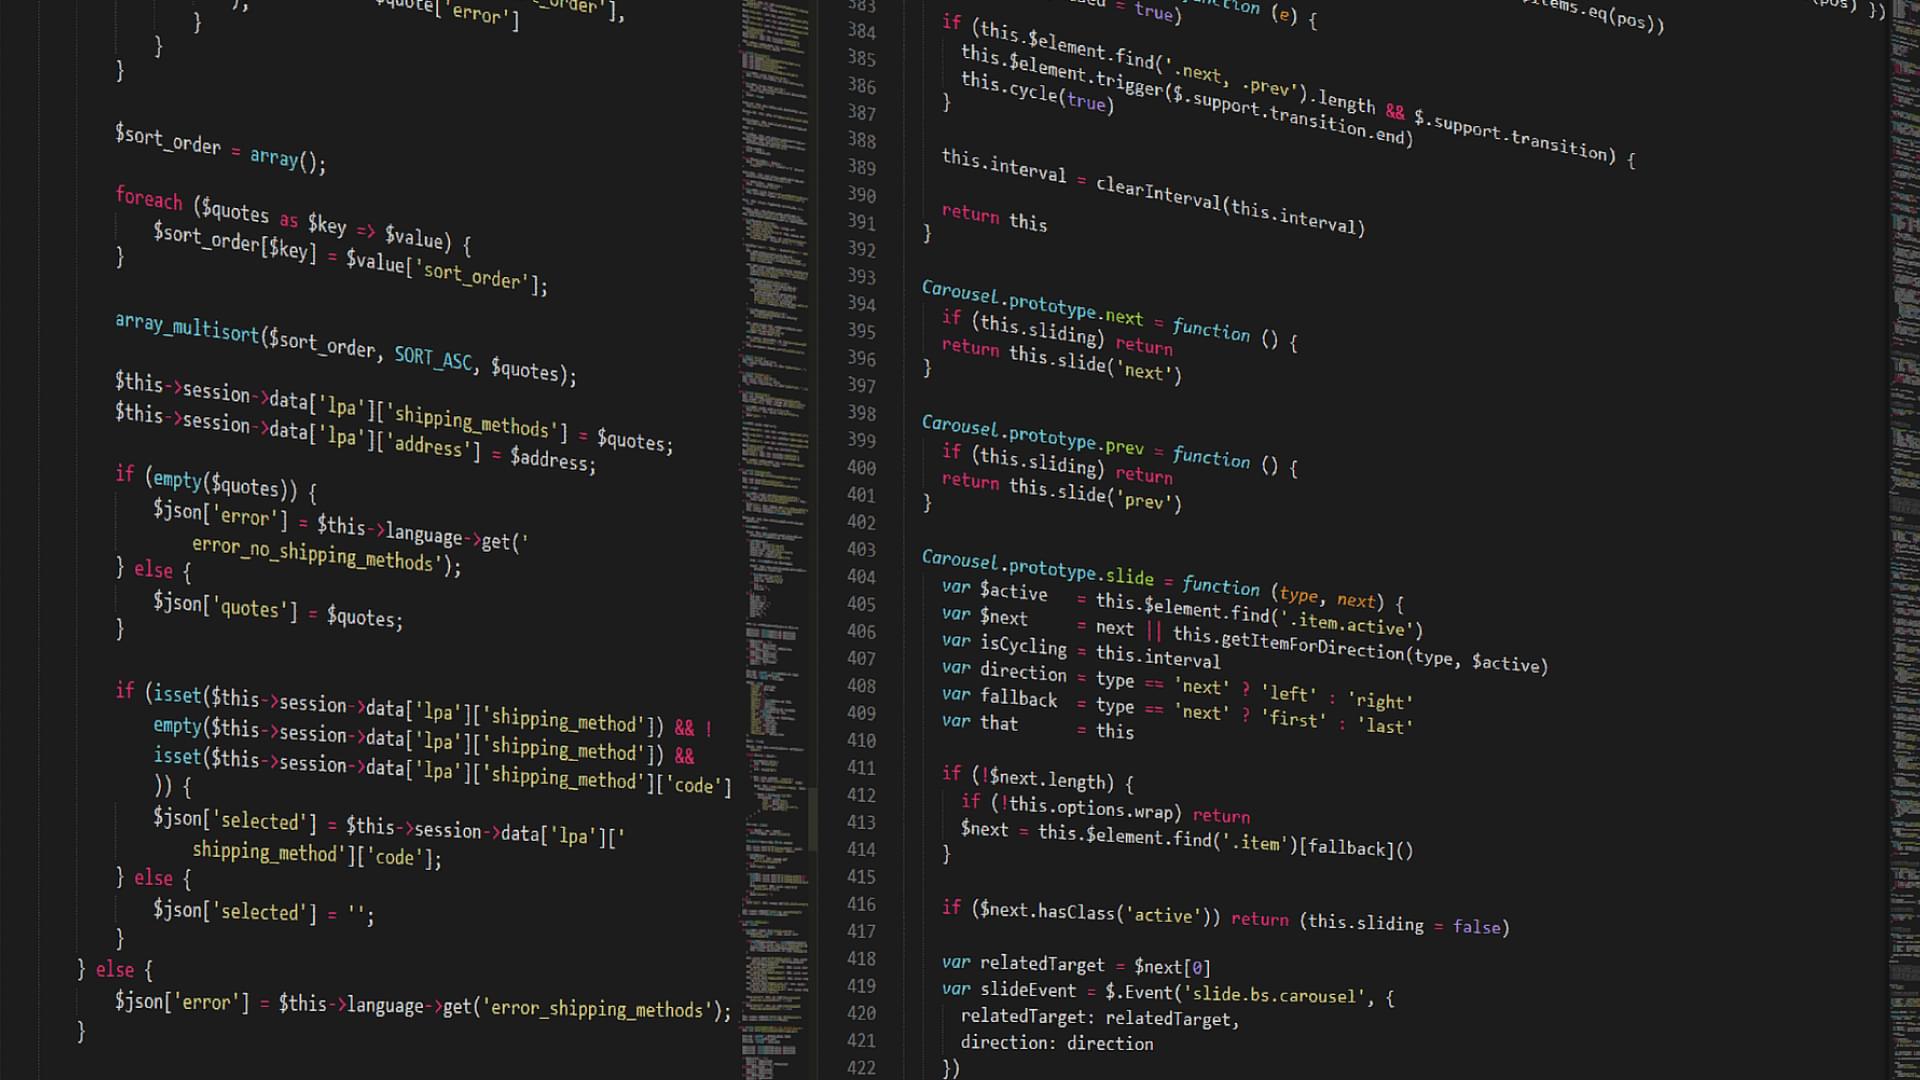 $quote['error']
}
}
}
$sort_order = array();
foreach ($quotes as $key => $value) {
$sort_order[$key] = $value['sort_order'];
}
array_multisort($sort_order, SORT_ASC, $quotes);
$this->session->data['lpa']['shipping_methods'] = $quotes;
$this->session->data['lpa']['address'] = $address;
if (empty($quotes)) {
$json['error'] = $this->language->get('
error_no_shipping_methods');
} else {
$json['quotes'] = $quotes;
}
if (isset($this->session->data['lpa']['shipping_method']) && !
empty($this->session->data['lpa']['shipping_method']) &&
isset($this->session->data['lpa']['shipping_method']['code']
)) {
$json['selected'] = $this->session->data['lpa']['
shipping_method']['code'];
} else {
$json['selected'] = '';
}
} else {
$json['error'] = $this->language->get('error_shipping_methods');
}
383
384 if (this.$element.find('.next, .prev').length && $.support.transition) {
385 this.$element.trigger($.support.transition.end)
386 this.cycle(true)
387 }
388
389 this.interval = clearInterval(this.interval)
390
391 return this
392 }
393
394 Carousel.prototype.next = function () {
395 if (this.sliding) return
396 return this.slide('next')
397 }
398
399 Carousel.prototype.prev = function () {
400 if (this.sliding) return
401 return this.slide('prev')
402 }
403
404 Carousel.prototype.slide = function (type, next) {
405 var $active = this.$element.find('.item.active')
406 var $next = next || this.getItemForDirection(type, $active)
407 var isCycling = this.interval
408 var direction = type == 'next' ? 'left' : 'right'
409 var fallback = type == 'next' ? 'first' : 'last'
410 var that = this
411
412 if (!$next.length) {
413 if (!this.options.wrap) return
414 $next = this.$element.find('.item')[fallback]()
415 }
416
417 if ($next.hasClass('active')) return (this.sliding = false)
418
419 var relatedTarget = $next[0]
420 var slideEvent = $.Event('slide.bs.carousel', {
421 relatedTarget: relatedTarget,
422 direction: direction
})